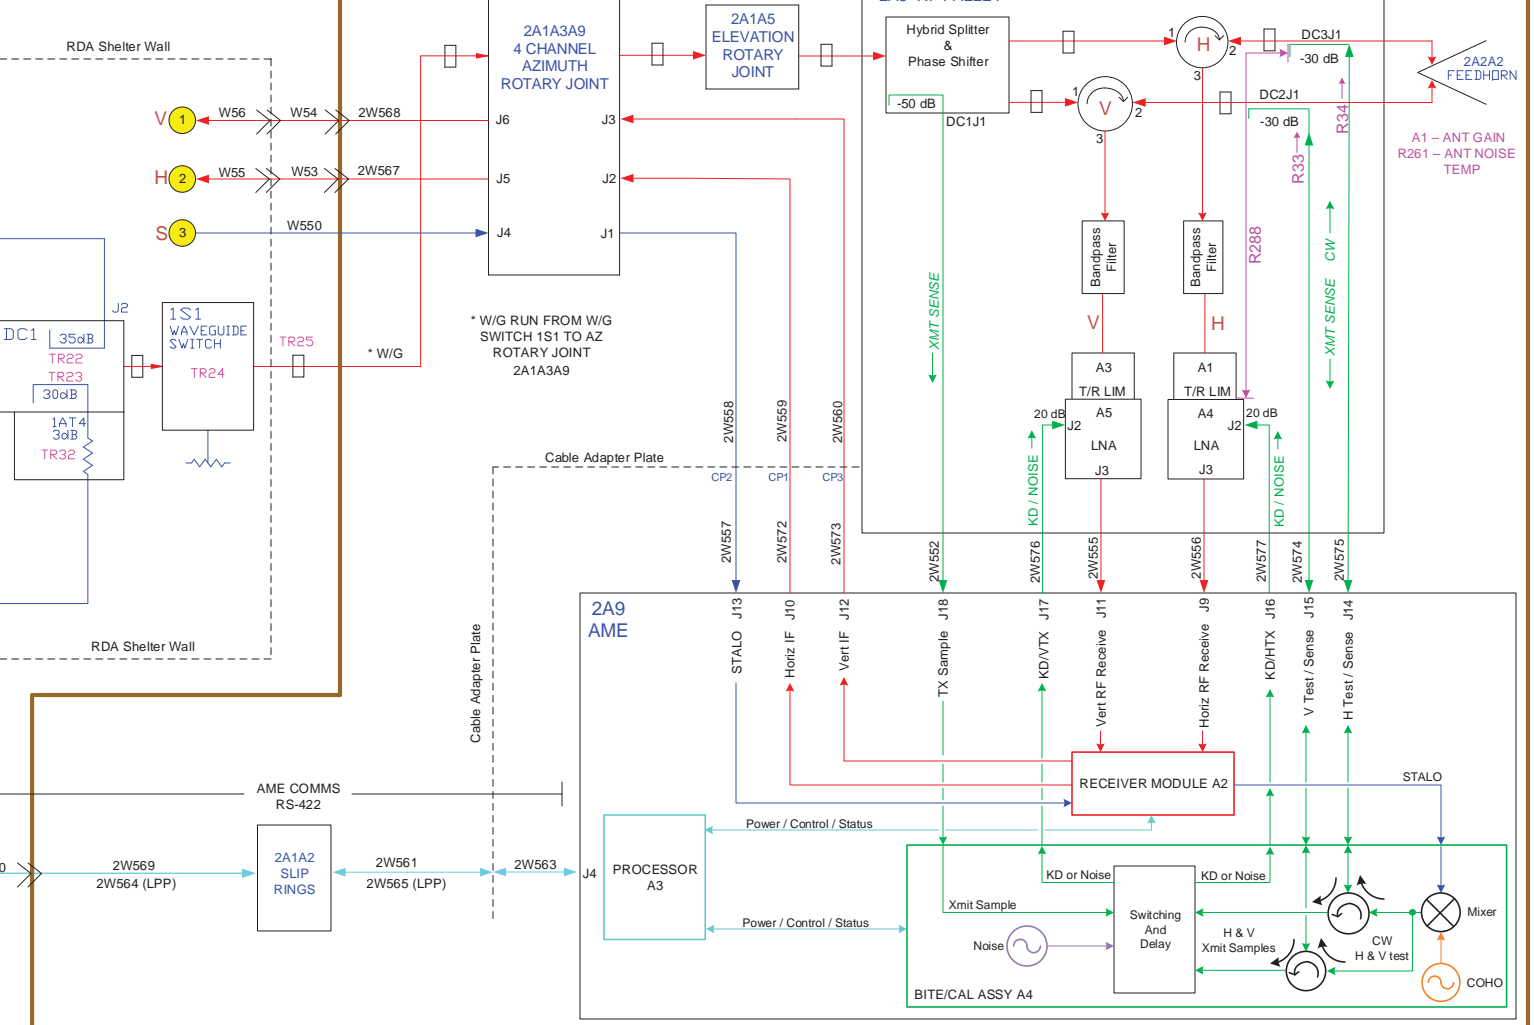 RDA Shelter Wall
V
1
W56
W54
2W568
H
2
W55
W53
2W567
S
3
W550
2A1A3A9
4 CHANNEL
AZIMUTH
ROTARY JOINT
J6
J5
J4
J3
J2
J1
2A1A5
ELEVATION
ROTARY
JOINT
Hybrid Splitter
&
Phase Shifter
-50 dB
DC1J1
1
H
2
3
1
V
2
3
DC3J1
-30 dB
DC2J1
-30 dB
2A2A2
FEEDHORN
R34
R33
A1 – ANT GAIN
R261 – ANT NOISE
TEMP
R288
XMT SENSE
XMT SENSE CW
Bandpass
Filter
Bandpass
Filter
V
H
A3
T/R LIM
A1
T/R LIM
20 dB
A5
J2
LNA
J3
A4
20 dB
J2
LNA
J3
KD / NOISE
KD / NOISE
J2
DC1
35dB
TR22
TR23
30dB
1AT4
3dB
TR32
1S1
WAVEGUIDE
SWITCH
TR24
TR25
* W/G
* W/G RUN FROM W/G
SWITCH 1S1 TO AZ
ROTARY JOINT
2A1A3A9
2W558
2W559
2W560
Cable Adapter Plate
CP2
CP1
CP3
2W557
2W572
2W573
2W552
2W576
2W555
2W556
2W577
2W574
2W575
RDA Shelter Wall
Cable Adapter Plate
2A9
AME
STALO J13
Horiz IF J10
Vert IF J12
TX Sample J18
KD/VTX J17
Vert RF Receive J11
Horiz RF Receive J9
KD/HTX J16
V Test / Sense J15
H Test / Sense J14
RECEIVER MODULE A2
STALO
AME COMMS
RS-422
2W569
2W564 (LPP)
2A1A2
SLIP
RINGS
2W561
2W565 (LPP)
2W563
J4
PROCESSOR
A3
Power / Control / Status
Power / Control / Status
KD or Noise
KD or Noise
Xmit Sample
Noise
Switching
And
Delay
H & V
Xmit Samples
CW
H & V test
Mixer
COHO
BITE/CAL ASSY A4